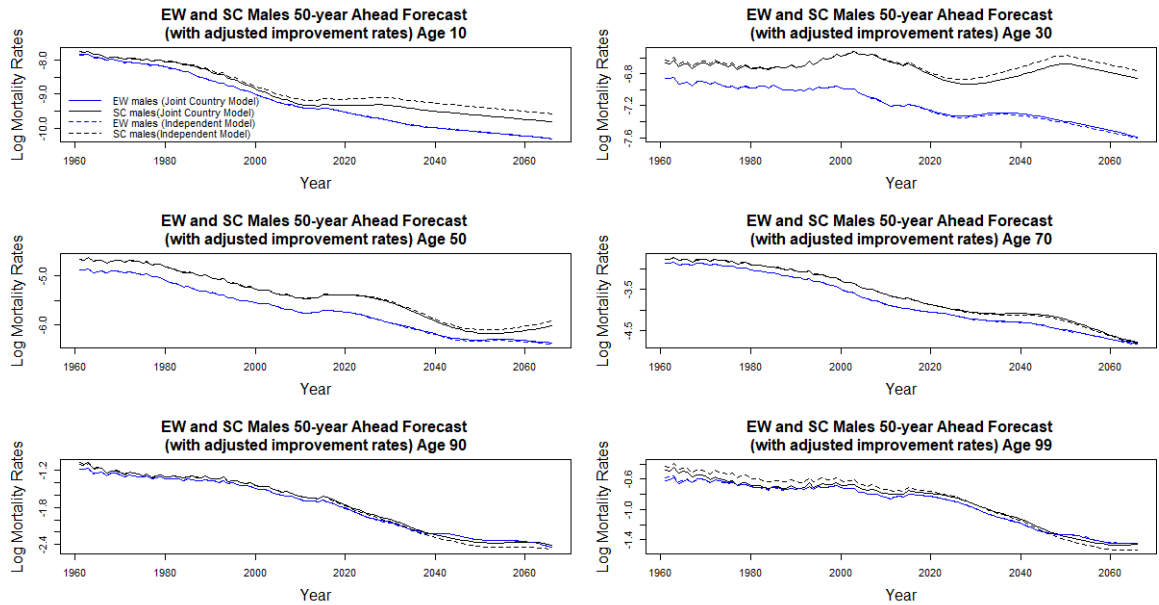 EW and SC Males 50-year Ahead Forecast
(with adjusted improvement rates) Age 10
Log Mortality Rates
-8.0
-9.0
-10.0
EW males (Joint Country Model)
SC males(Joint Country Model)
EW males (Independent Model)
SC males(Independent Model)
1960 1980 2000 2020 2040 2060
Year
EW and SC Males 50-year Ahead Forecast
(with adjusted improvement rates) Age 30
Log Mortality Rates
-6.8
-7.2
-7.6
1960 1980 2000 2020 2040 2060
Year
EW and SC Males 50-year Ahead Forecast
(with adjusted improvement rates) Age 50
Log Mortality Rates
-5.0
-6.0
1960 1980 2000 2020 2040 2060
Year
EW and SC Males 50-year Ahead Forecast
(with adjusted improvement rates) Age 70
Log Mortality Rates
-3.5
-4.5
1960 1980 2000 2020 2040 2060
Year
EW and SC Males 50-year Ahead Forecast
(with adjusted improvement rates) Age 90
Log Mortality Rates
-1.2
-1.8
-2.4
1960 1980 2000 2020 2040 2060
Year
EW and SC Males 50-year Ahead Forecast
(with adjusted improvement rates) Age 99
Log Mortality Rates
-0.6
-1.0
-1.4
1960 1980 2000 2020 2040 2060
Year